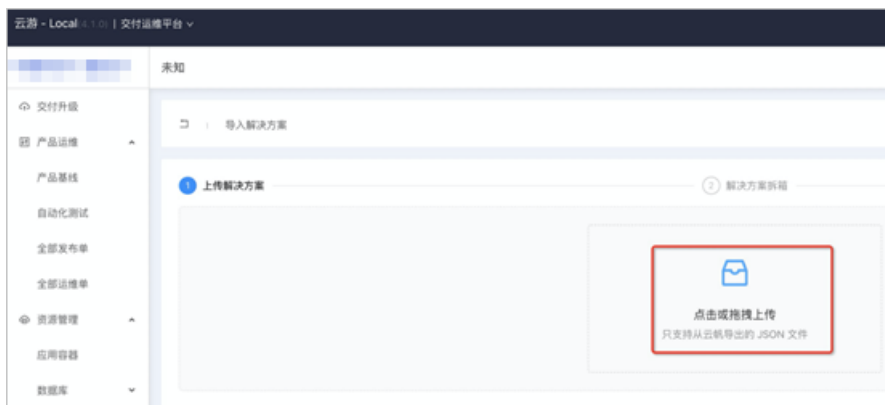 云游 - Local(4.1.0) | 交付运维平台
未知
交付升级
导入解决方案
产品运维
产品基线
1 上传解决方案
2 解决方案拆箱
自动化测试
全部发布单
全部运维单
资源管理
点击或拖拽上传
只支持从云帆导出的 JSON 文件
应用容器
数据库